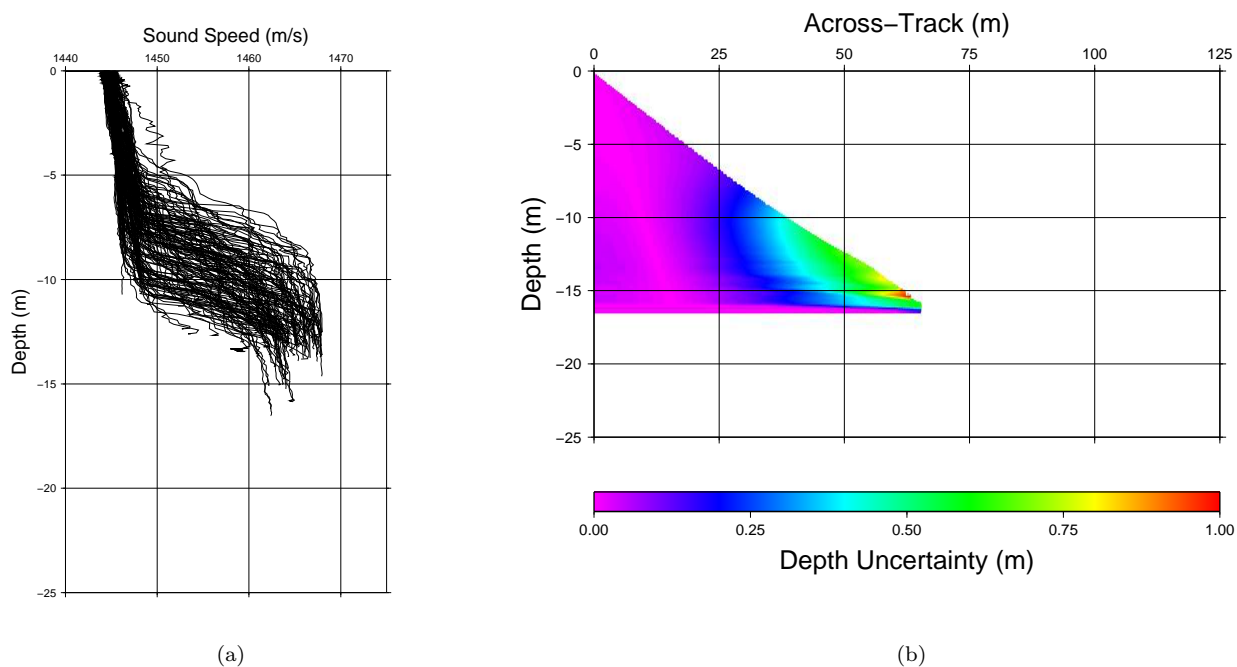 Sound Speed (m/s)
1440 1450 1460 1470
0
−5
−10
−15
−20
−25
Depth (m)
(a)
Across−Track (m)
0 25 50 75 100 125
0
−5
−10
−15
−20
−25
Depth (m)
0.00 0.25 0.50 0.75 1.00
Depth Uncertainty (m)
(b)